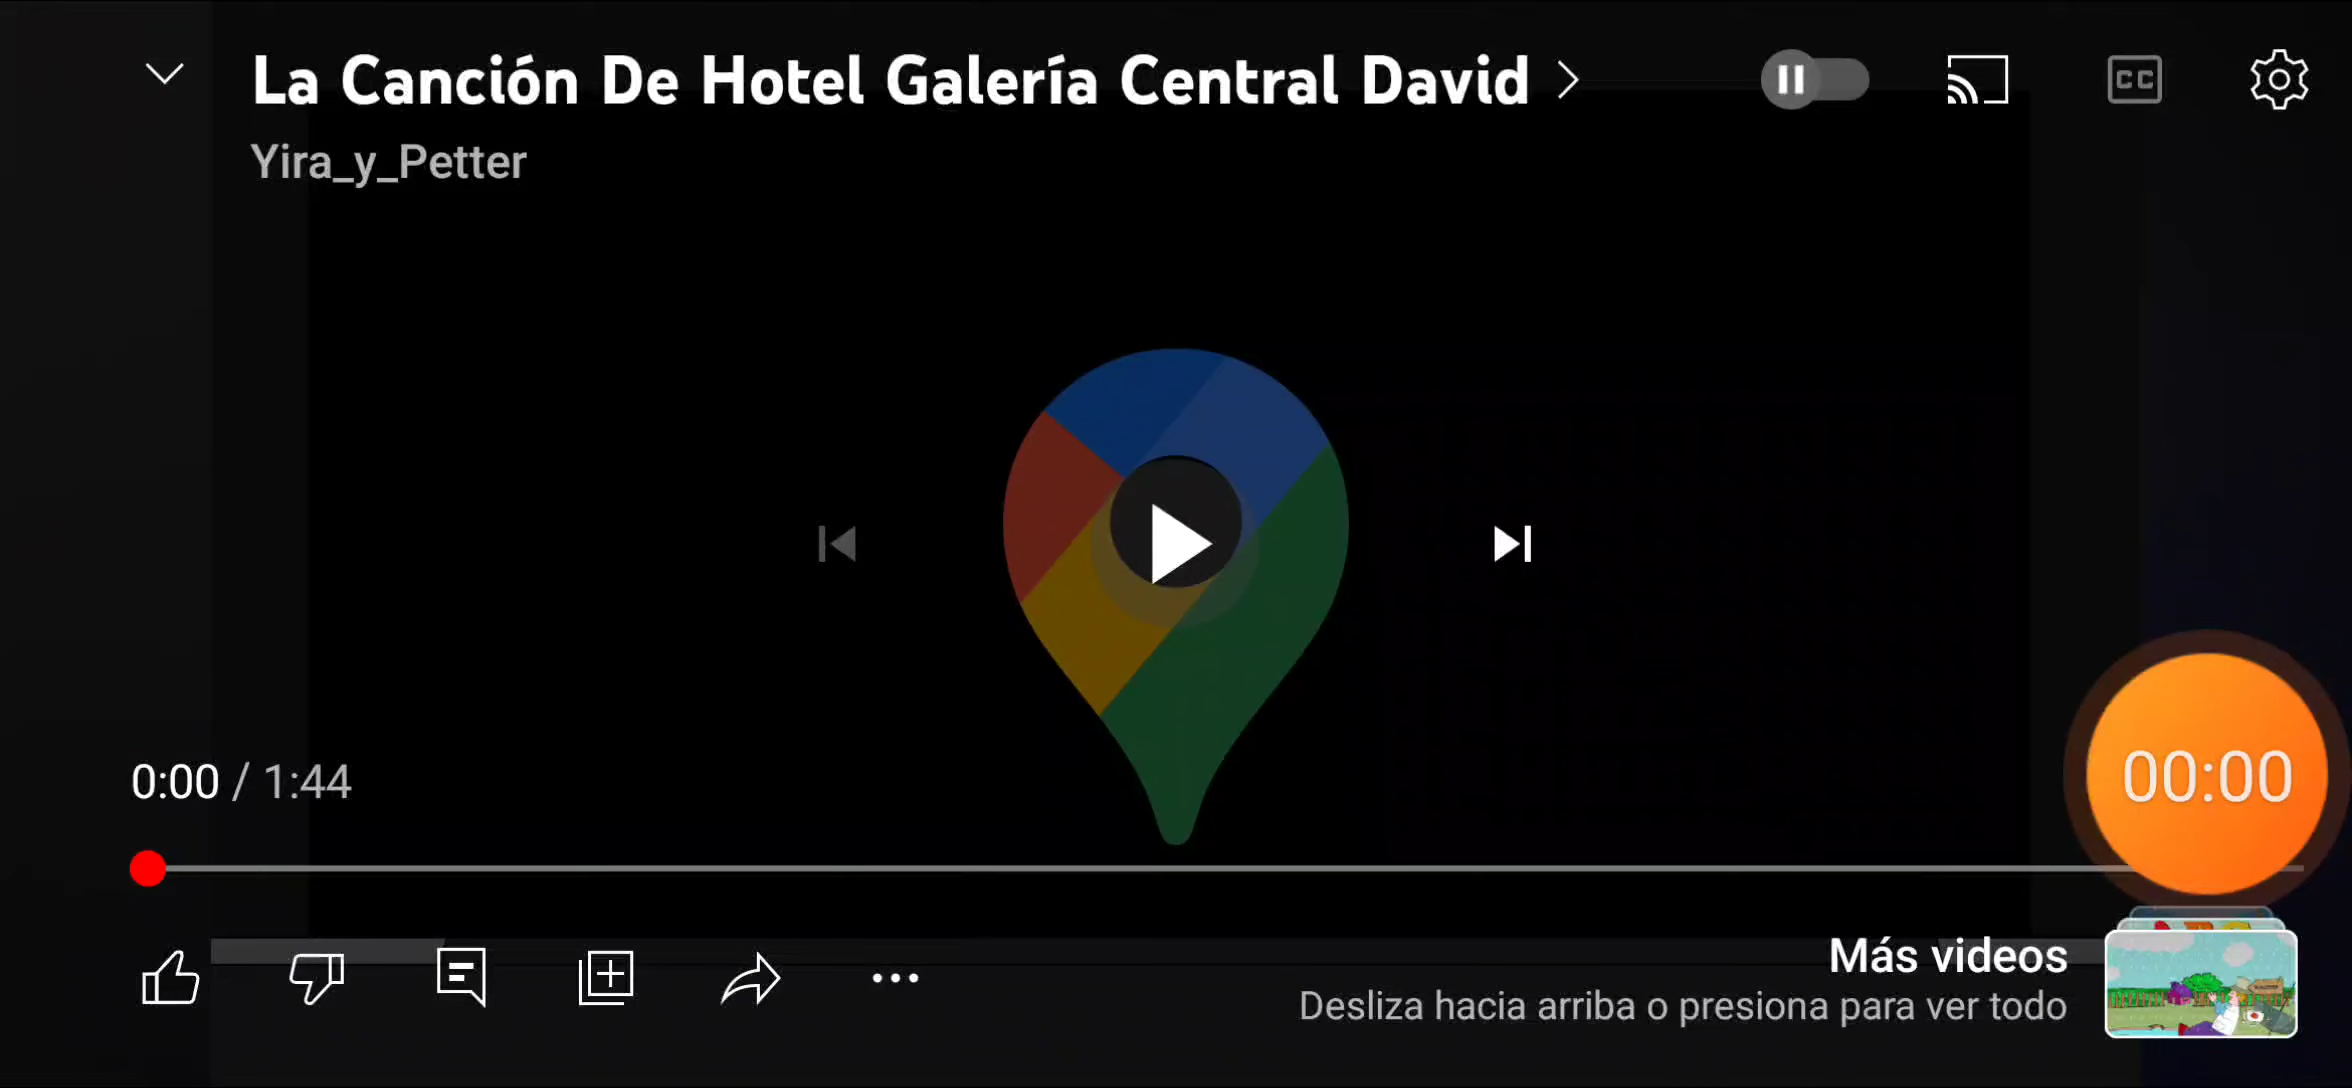 La Canción De Hotel Galería Central David
CC
Yira_y_Petter
0:00 / 1:44
00:00
Más videos
Desliza hacia arriba o presiona para ver todo